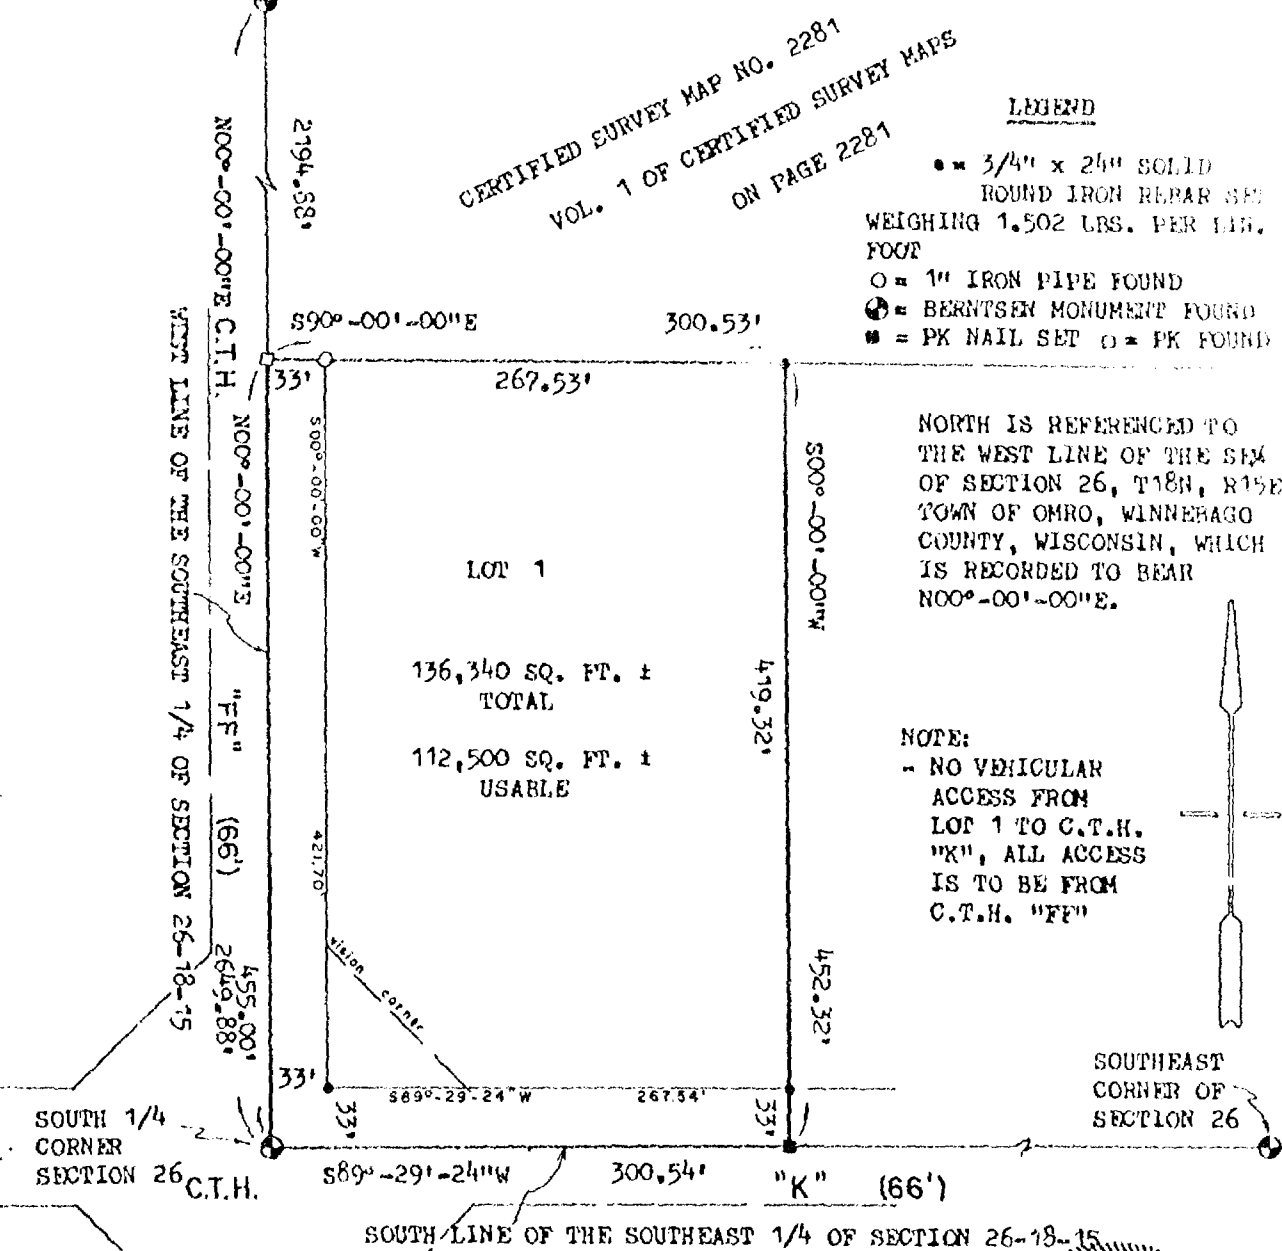 CERTIFIED SURVEY MAP NO. 2281
VOL. 1 OF CERTIFIED SURVEY MAPS
ON PAGE 2281
LEGEND
= 3/4" x 24" SOLID
ROUND IRON REBAR SET
WEIGHING 1.502 LBS. PER LIN.
FOOT
= 1" IRON PIPE FOUND
= BERNTSEN MONUMENT FOUND
= PK NAIL SET = PK FOUND
NORTH IS REFERENCED TO
THE WEST LINE OF THE SE¼
OF SECTION 26, T18N, R15E
TOWN OF OMRO, WINNEBAGO
COUNTY, WISCONSIN, WHICH
IS RECORDED TO BEAR
N00°-00'-00"E.
NOTE:
- NO VEHICULAR
ACCESS FROM
LOT 1 TO C.T.H.
"K", ALL ACCESS
IS TO BE FROM
C.T.H. "FF"
2194.88'
N00°-00'-00"E
C.T.H.
"FF"
(66')
2649.88'
455.00'
N00°-00'-00"E
WEST LINE OF THE SOUTHEAST 1/4 OF SECTION 26-18-15
S90°-00'-00"E
300.53'
33'
267.53'
S00°-00'-00"W
421.70'
LOT 1
136,340 SQ. FT. ±
TOTAL
112,500 SQ. FT. ±
USABLE
S00°-00'-00"W
419.32'
452.32'
vision corner
33'
33'
S89°-29'-24"W
267.54'
33'
SOUTH 1/4
CORNER
SECTION 26
SOUTHEAST
CORNER OF
SECTION 26
C.T.H.
S89°-29'-24"W
300.54'
"K"
(66')
SOUTH LINE OF THE SOUTHEAST 1/4 OF SECTION 26-18-15